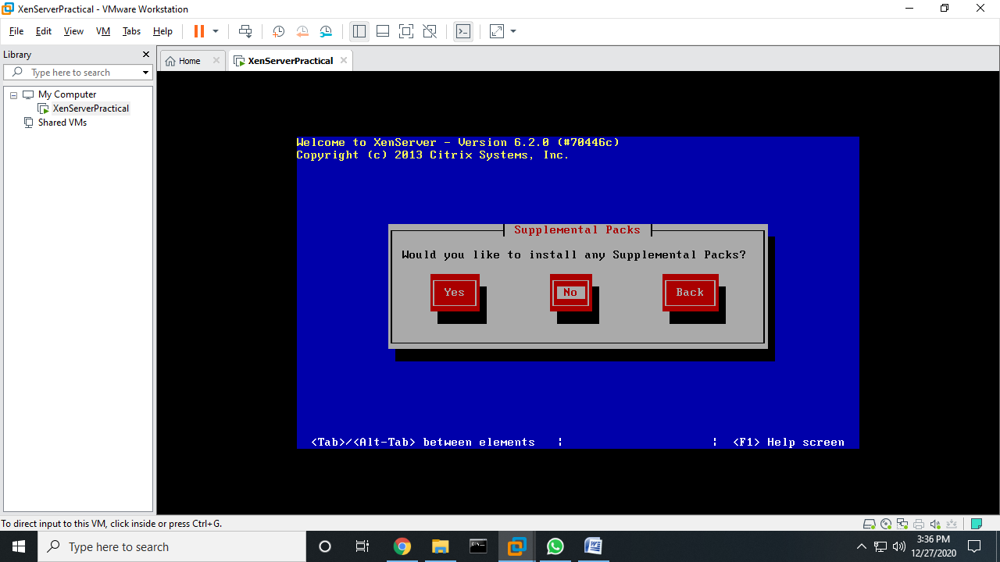 XenServerPractical - VMware Workstation
File Edit View VM Tabs Help
Library
Type here to search
My Computer
XenServerPractical
Shared VMs
Home
XenServerPractical
Welcome to XenServer - Version 6.2.0 (#70446c)
Copyright (c) 2013 Citrix Systems, Inc.
Supplemental Packs
Would you like to install any Supplemental Packs?
Yes No Back
<Tab>/<Alt-Tab> between elements | | <F1> Help screen
To direct input to this VM, click inside or press Ctrl+G.
Type here to search
3:36 PM
12/27/2020